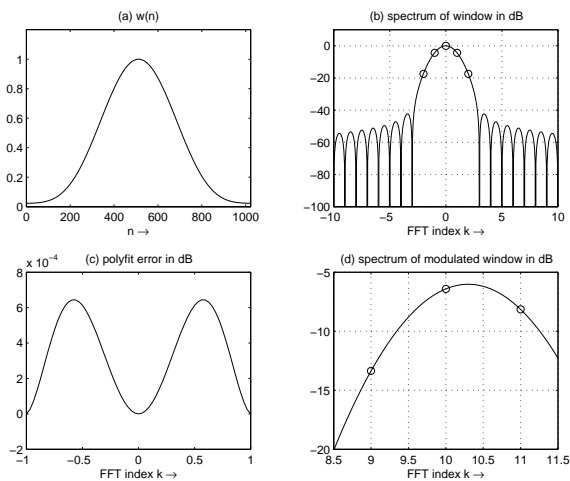 (a) w(n)
1
0.8
0.6
0.4
0.2
0
0 200 400 600 800 1000
n →
(b) spectrum of window in dB
0
−20
−40
−60
−80
−100
−10 −5 0 5 10
FFT index k →
(c) polyfit error in dB
x 10⁻⁴
8
6
4
2
0
−2
−1 −0.5 0 0.5 1
FFT index k →
(d) spectrum of modulated window in dB
−5
−10
−15
−20
8.5 9 9.5 10 10.5 11 11.5
FFT index k →